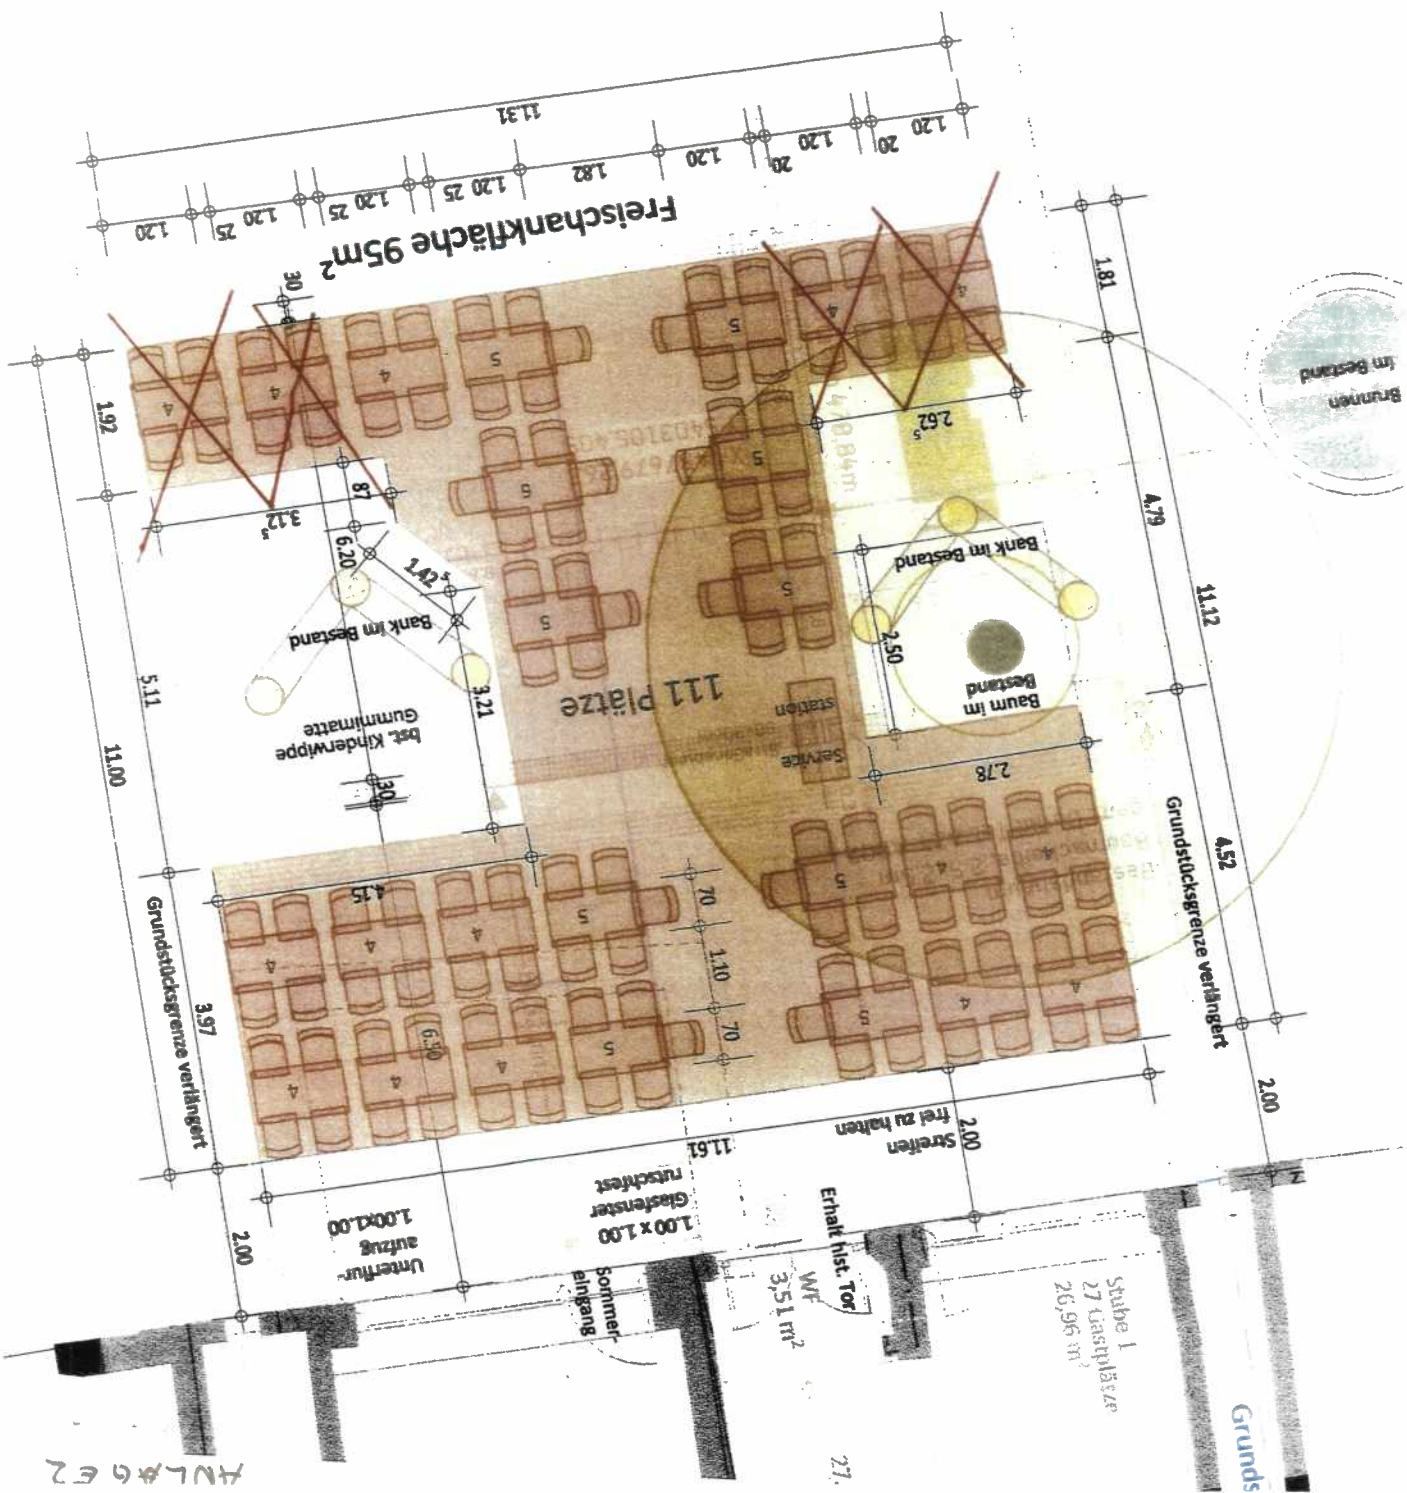 11.31
1.20
25
1.20
25
1.20
25
1.20
1.82
1.20
20
1.20
20
1.20
Freischankfläche 95m²
30
1.81
1.92
4
4
4
5
5
4
4
Brunnen
im Bestand
2.62⁵
87
3.12⁵
6
5
4.79
6.20
1.42⁵
Bank im Bestand
Bank im Bestand
11.12
5
5
2.50
Baum im
Bestand
5.11
11.00
3.21
bst. Kinderwippe
Gummimatte
111 Plätze
Service
station
30
2.78
4.15
Grundstücksgrenze verlängert
4.52
Grundstücksgrenze verlängert
3.97
4
4
4
5
70
5
4
4
1.10
4
4
4
5
70
5
4
4
6.50
2.00
11.61
Streifen
frei zu halten
2.00
2.00
Unterflur-
aufzug
1.00x1.00
1.00 x 1.00
Glasfenster
rutschfest
Sommer-
eingang
WF
3,51 m²
Erhalt hist. Tor
Stube 1
27 Gastplätze
26,96 m²
27.
Grunds
ANLAGE 2